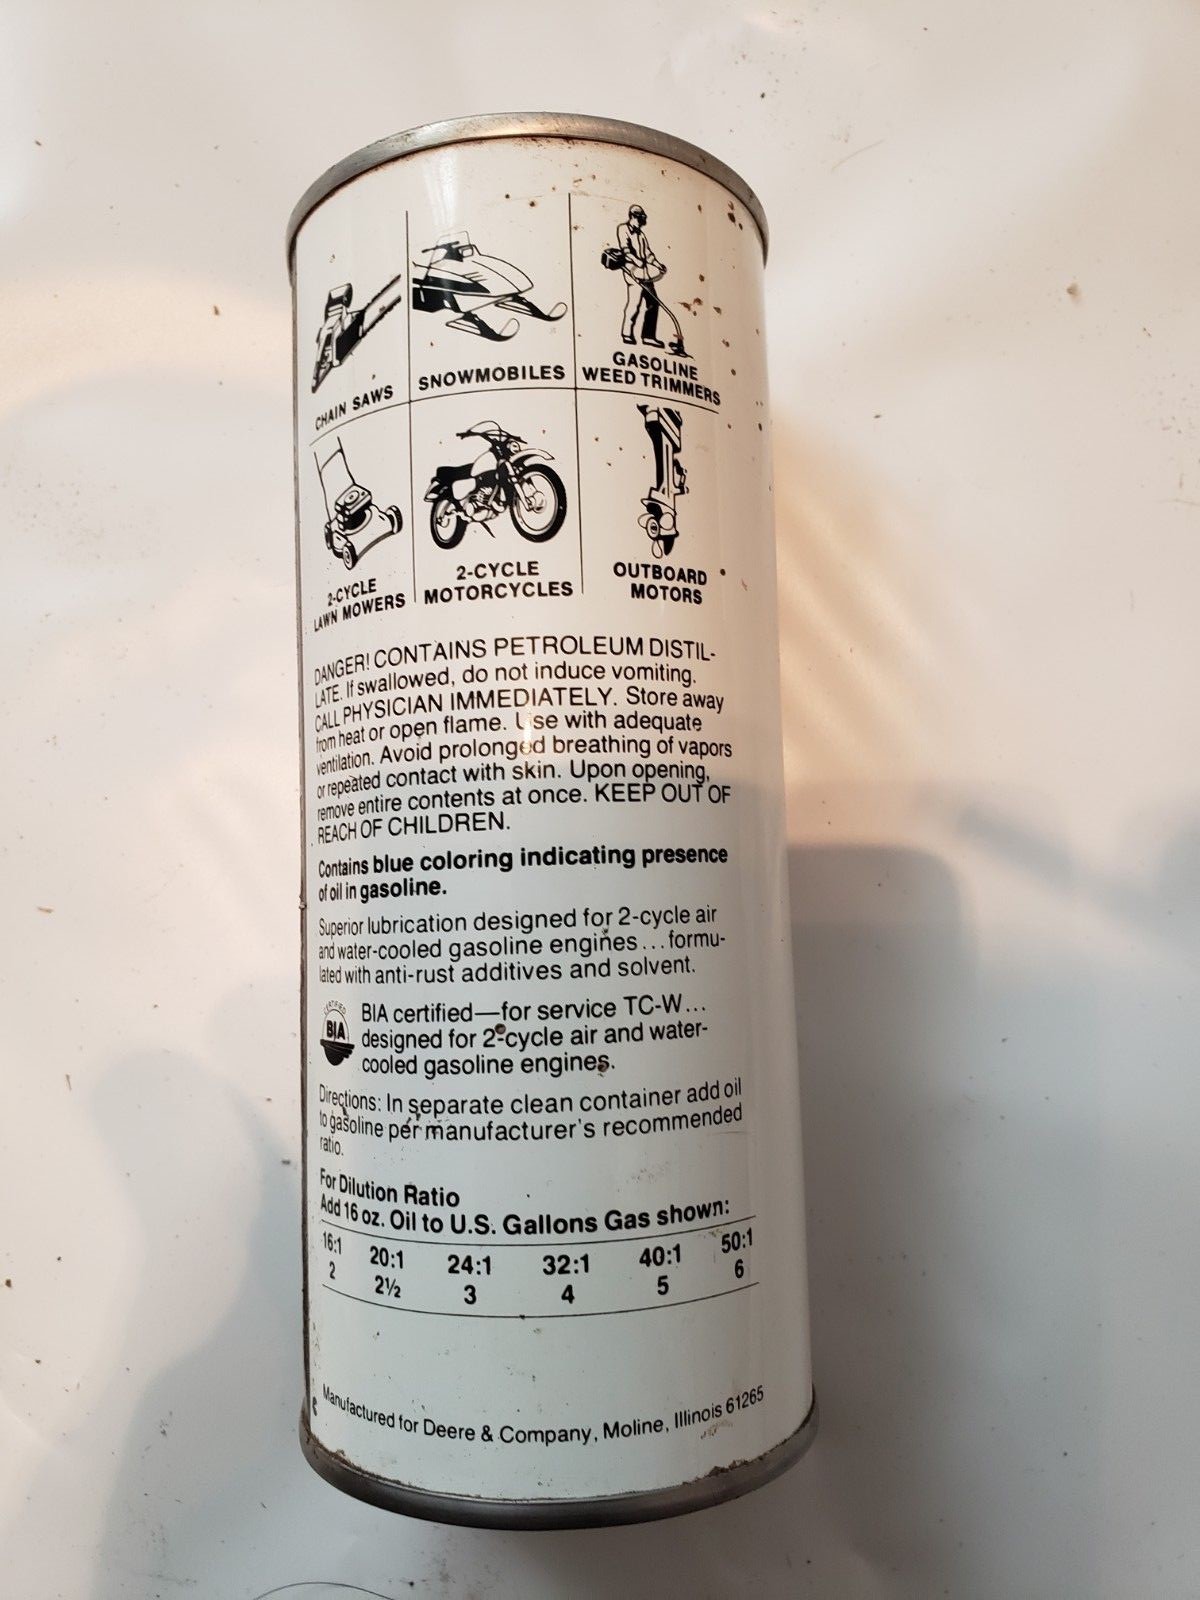 CHAIN SAWS
SNOWMOBILES
GASOLINE
WEED TRIMMERS
2-CYCLE
LAWN MOWERS
2-CYCLE
MOTORCYCLES
OUTBOARD
MOTORS
DANGER! CONTAINS PETROLEUM DISTIL-
LATE. If swallowed, do not induce vomiting.
CALL PHYSICIAN IMMEDIATELY. Store away
from heat or open flame. Use with adequate
ventilation. Avoid prolonged breathing of vapors
or repeated contact with skin. Upon opening,
remove entire contents at once. KEEP OUT OF
REACH OF CHILDREN.
Contains blue coloring indicating presence
of oil in gasoline.
Superior lubrication designed for 2-cycle air
and water-cooled gasoline engines...formu-
lated with anti-rust additives and solvent.
CERTIFIED
BIA
BIA certified—for service TC-W...
designed for 2-cycle air and water-
cooled gasoline engines.
Directions: In separate clean container add oil
to gasoline per manufacturer's recommended
ratio.
For Dilution Ratio
Add 16 oz. Oil to U.S. Gallons Gas shown:
16:1 20:1 24:1 32:1 40:1 50:1
2 2½ 3 4 5 6
Manufactured for Deere & Company, Moline, Illinois 61265